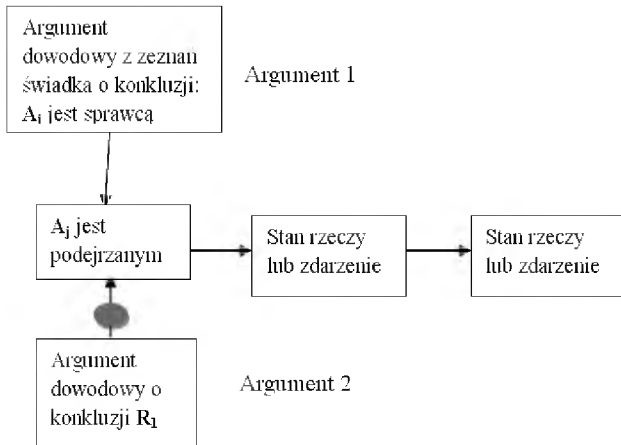 Argument
dowodowy z zeznan
świadka o konkluzji:
Ai jest sprawcą
Argument 1
Aj jest
podejrzanym
Stan rzeczy
lub zdarzenie
Stan rzeczy
lub zdarzenie
Argument
dowodowy o
konkluzji R1
Argument 2